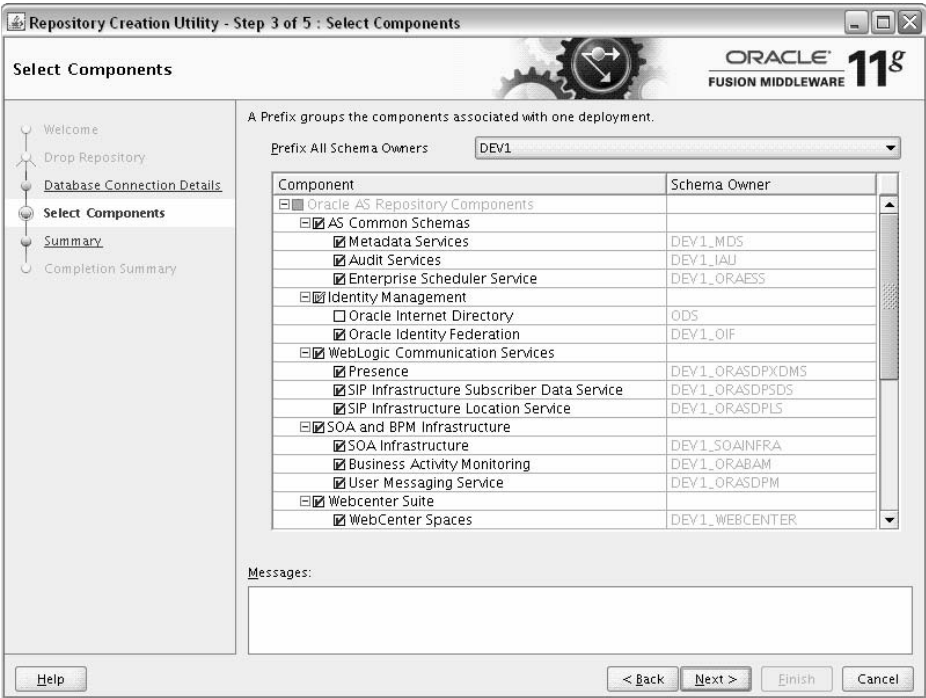 Repository Creation Utility - Step 3 of 5 : Select Components
Select Components
ORACLE
FUSION MIDDLEWARE
11g
Welcome
Drop Repository
Database Connection Details
Select Components
Summary
Completion Summary
A Prefix groups the components associated with one deployment.
Prefix All Schema Owners DEV1
Component Schema Owner
Oracle AS Repository Components
AS Common Schemas
Metadata Services DEV1_MDS
Audit Services DEV1_IAU
Enterprise Scheduler Service DEV1_ORAESS
Identity Management
Oracle Internet Directory ODS
Oracle Identity Federation DEV1_OIF
WebLogic Communication Services
Presence DEV1_ORASDPXDMS
SIP Infrastructure Subscriber Data Service DEV1_ORASDPSDS
SIP Infrastructure Location Service DEV1_ORASDPLS
SOA and BPM Infrastructure
SOA Infrastructure DEV1_SOAINFRA
Business Activity Monitoring DEV1_ORABAM
User Messaging Service DEV1_ORASDPM
Webcenter Suite
WebCenter Spaces DEV1_WEBCENTER
Messages:
Help < Back Next > Finish Cancel